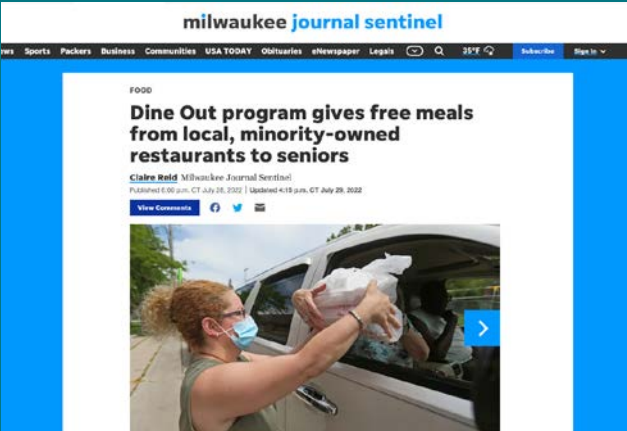 milwaukee journal sentinel
Sports Packers Business Communities USA TODAY Obituaries eNewspaper Legals 35°F Subscribe Sign In
FOOD
Dine Out program gives free meals
from local, minority-owned
restaurants to seniors
Claire Reid Milwaukee Journal Sentinel
Published 6:00 p.m. CT July 28, 2022 | Updated 4:15 p.m. CT July 29, 2022
View Comments